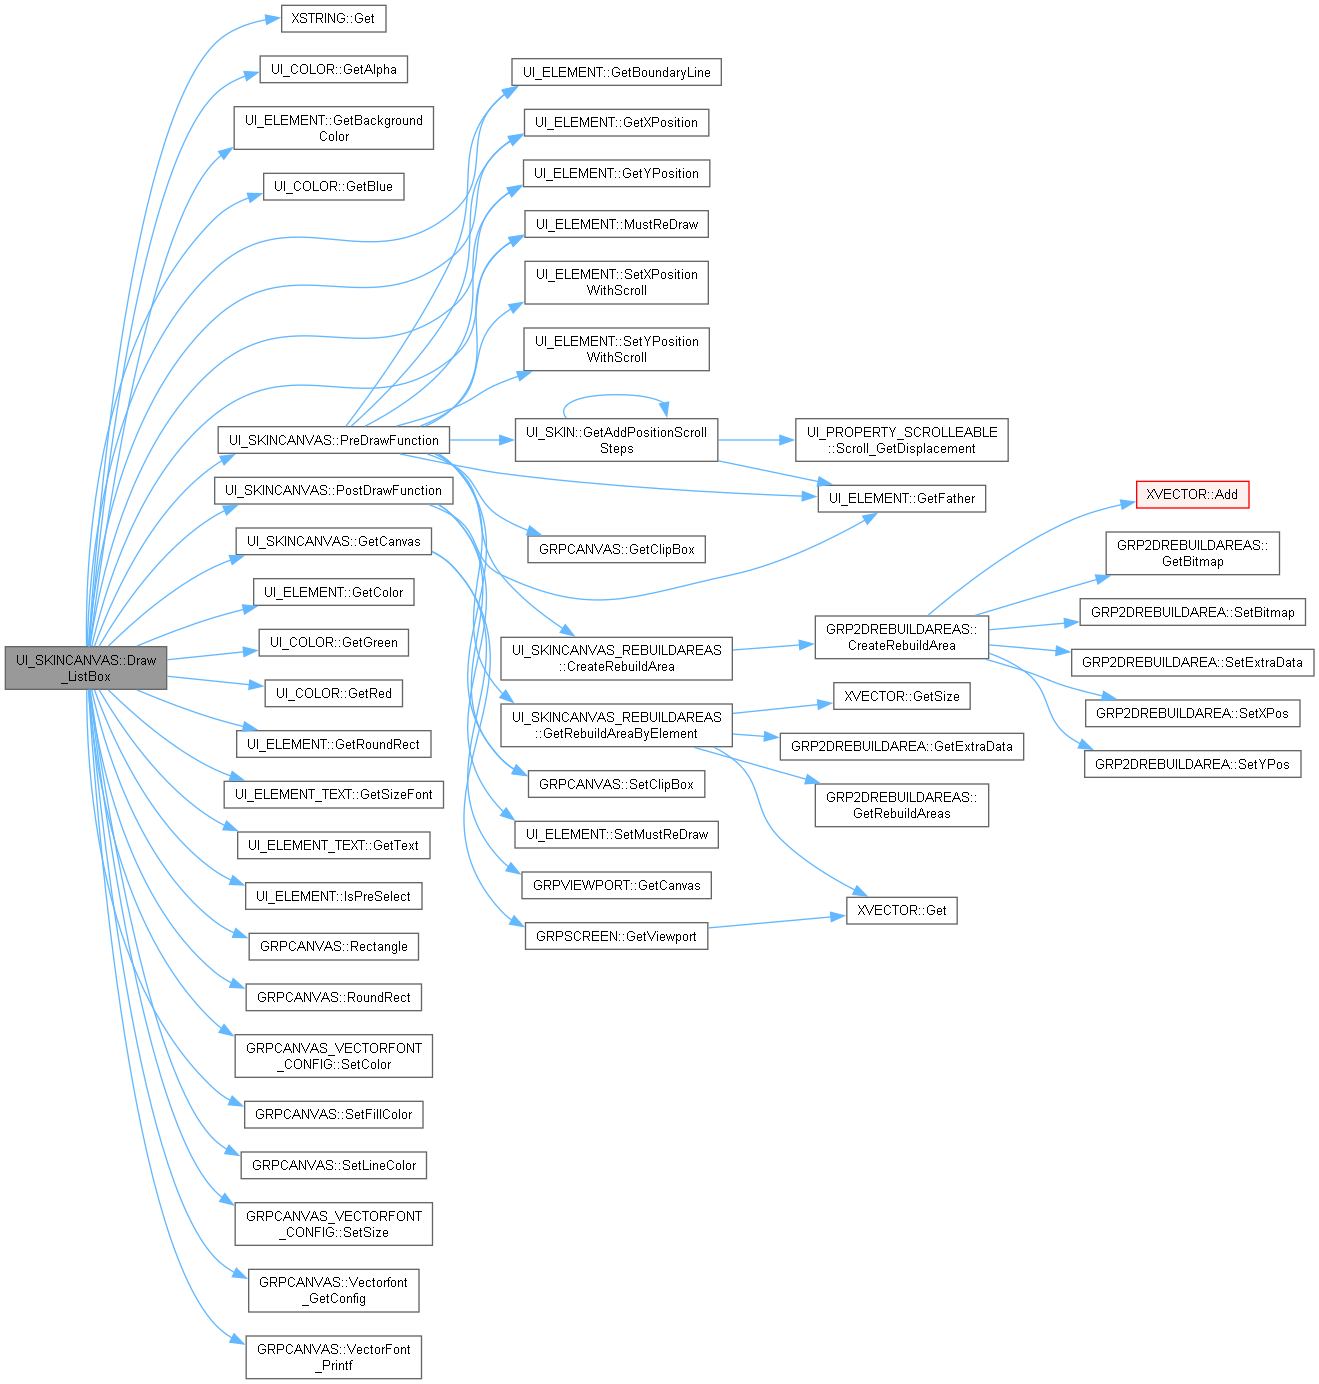 UI_SKINCANVAS::Draw
_ListBox
XSTRING::Get
UI_COLOR::GetAlpha
UI_ELEMENT::GetBackground
Color
UI_COLOR::GetBlue
UI_SKINCANVAS::PreDrawFunction
UI_SKINCANVAS::PostDrawFunction
UI_SKINCANVAS::GetCanvas
UI_ELEMENT::GetColor
UI_COLOR::GetGreen
UI_COLOR::GetRed
UI_ELEMENT::GetRoundRect
UI_ELEMENT_TEXT::GetSizeFont
UI_ELEMENT_TEXT::GetText
UI_ELEMENT::IsPreSelect
GRPCANVAS::Rectangle
GRPCANVAS::RoundRect
GRPCANVAS_VECTORFONT
_CONFIG::SetColor
GRPCANVAS::SetFillColor
GRPCANVAS::SetLineColor
GRPCANVAS_VECTORFONT
_CONFIG::SetSize
GRPCANVAS::Vectorfont
_GetConfig
GRPCANVAS::VectorFont
_Printf
UI_ELEMENT::GetBoundaryLine
UI_ELEMENT::GetXPosition
UI_ELEMENT::GetYPosition
UI_ELEMENT::MustReDraw
UI_ELEMENT::SetXPosition
WithScroll
UI_ELEMENT::SetYPosition
WithScroll
UI_SKIN::GetAddPositionScroll
Steps
GRPCANVAS::GetClipBox
UI_SKINCANVAS_REBUILDAREAS
::CreateRebuildArea
UI_SKINCANVAS_REBUILDAREAS
::GetRebuildAreaByElement
GRPCANVAS::SetClipBox
UI_ELEMENT::SetMustReDraw
GRPVIEWPORT::GetCanvas
GRPSCREEN::GetViewport
UI_PROPERTY_SCROLLEABLE
::Scroll_GetDisplacement
UI_ELEMENT::GetFather
GRP2DREBUILDAREAS::
CreateRebuildArea
XVECTOR::GetSize
GRP2DREBUILDAREA::GetExtraData
GRP2DREBUILDAREAS::
GetRebuildAreas
XVECTOR::Get
XVECTOR::Add
GRP2DREBUILDAREAS::
GetBitmap
GRP2DREBUILDAREA::SetBitmap
GRP2DREBUILDAREA::SetExtraData
GRP2DREBUILDAREA::SetXPos
GRP2DREBUILDAREA::SetYPos